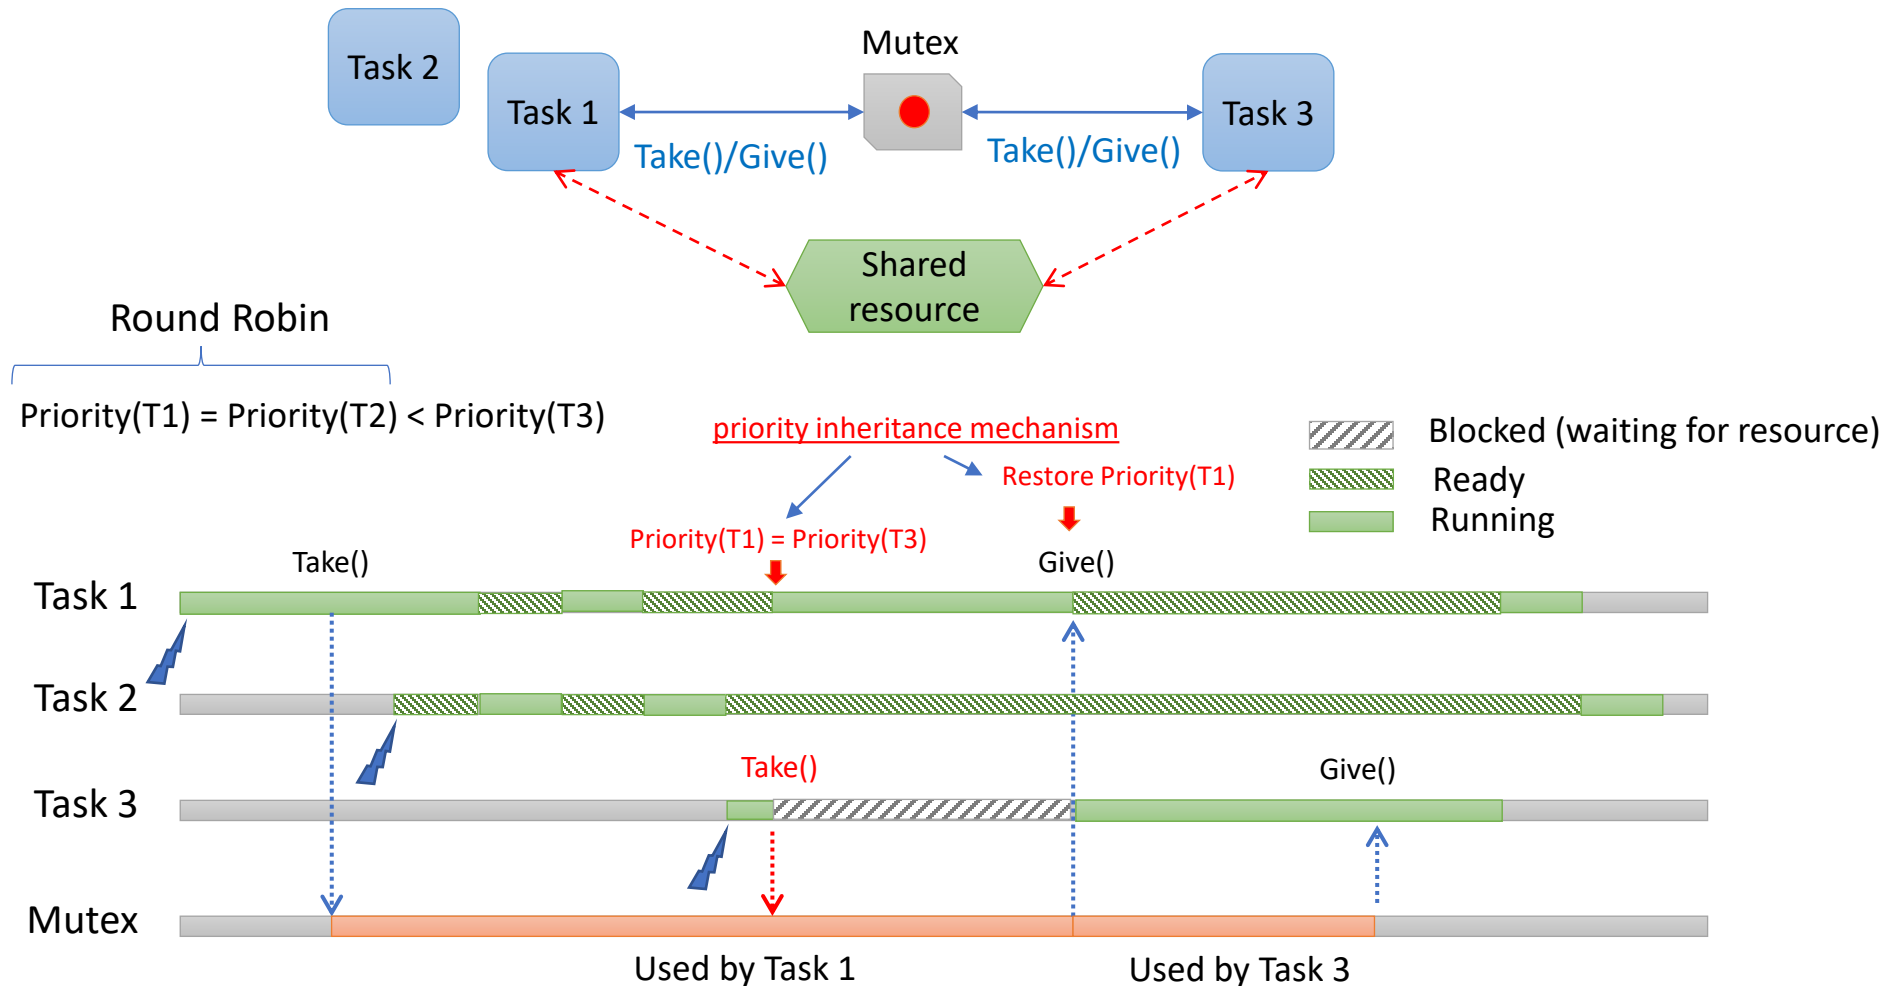 Mutex
Task 2
Task 1
Task 3
Take()/Give()
Take()/Give()
Shared
resource
Round Robin
Priority(T1) = Priority(T2) < Priority(T3)
priority inheritance mechanism
Restore Priority(T1)
Priority(T1) = Priority(T3)
Blocked (waiting for resource)
Ready
Running
Take()
Give()
Task 1
Task 2
Take()
Give()
Task 3
Mutex
Used by Task 1
Used by Task 3